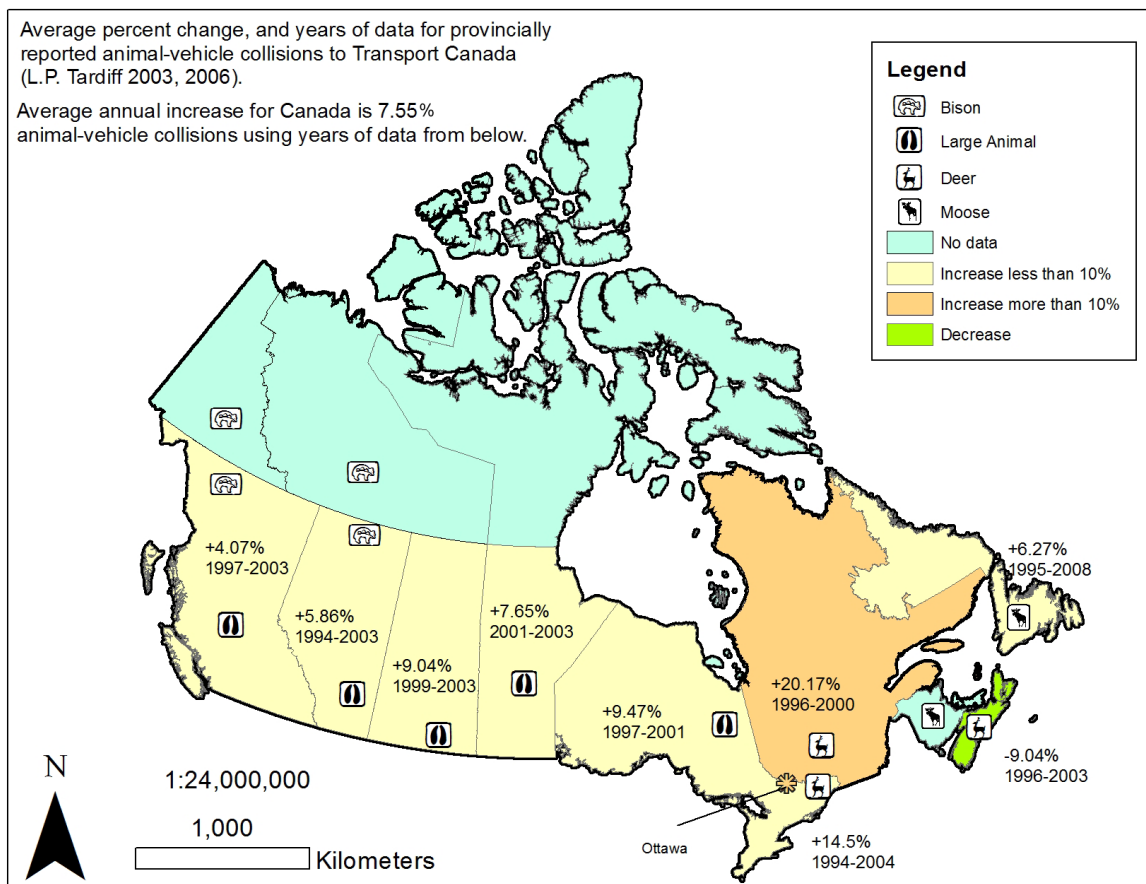 Average percent change, and years of data for provincially
reported animal-vehicle collisions to Transport Canada
(L.P. Tardiff 2003, 2006).
Average annual increase for Canada is 7.55%
animal-vehicle collisions using years of data from below.
Legend
Bison
Large Animal
Deer
Moose
No data
Increase less than 10%
Increase more than 10%
Decrease
+4.07%
1997-2003
+5.86%
1994-2003
+9.04%
1999-2003
+7.65%
2001-2003
+9.47%
1997-2001
+20.17%
1996-2000
+6.27%
1995-2008
-9.04%
1996-2003
+14.5%
1994-2004
Ottawa
N
1:24,000,000
1,000
Kilometers